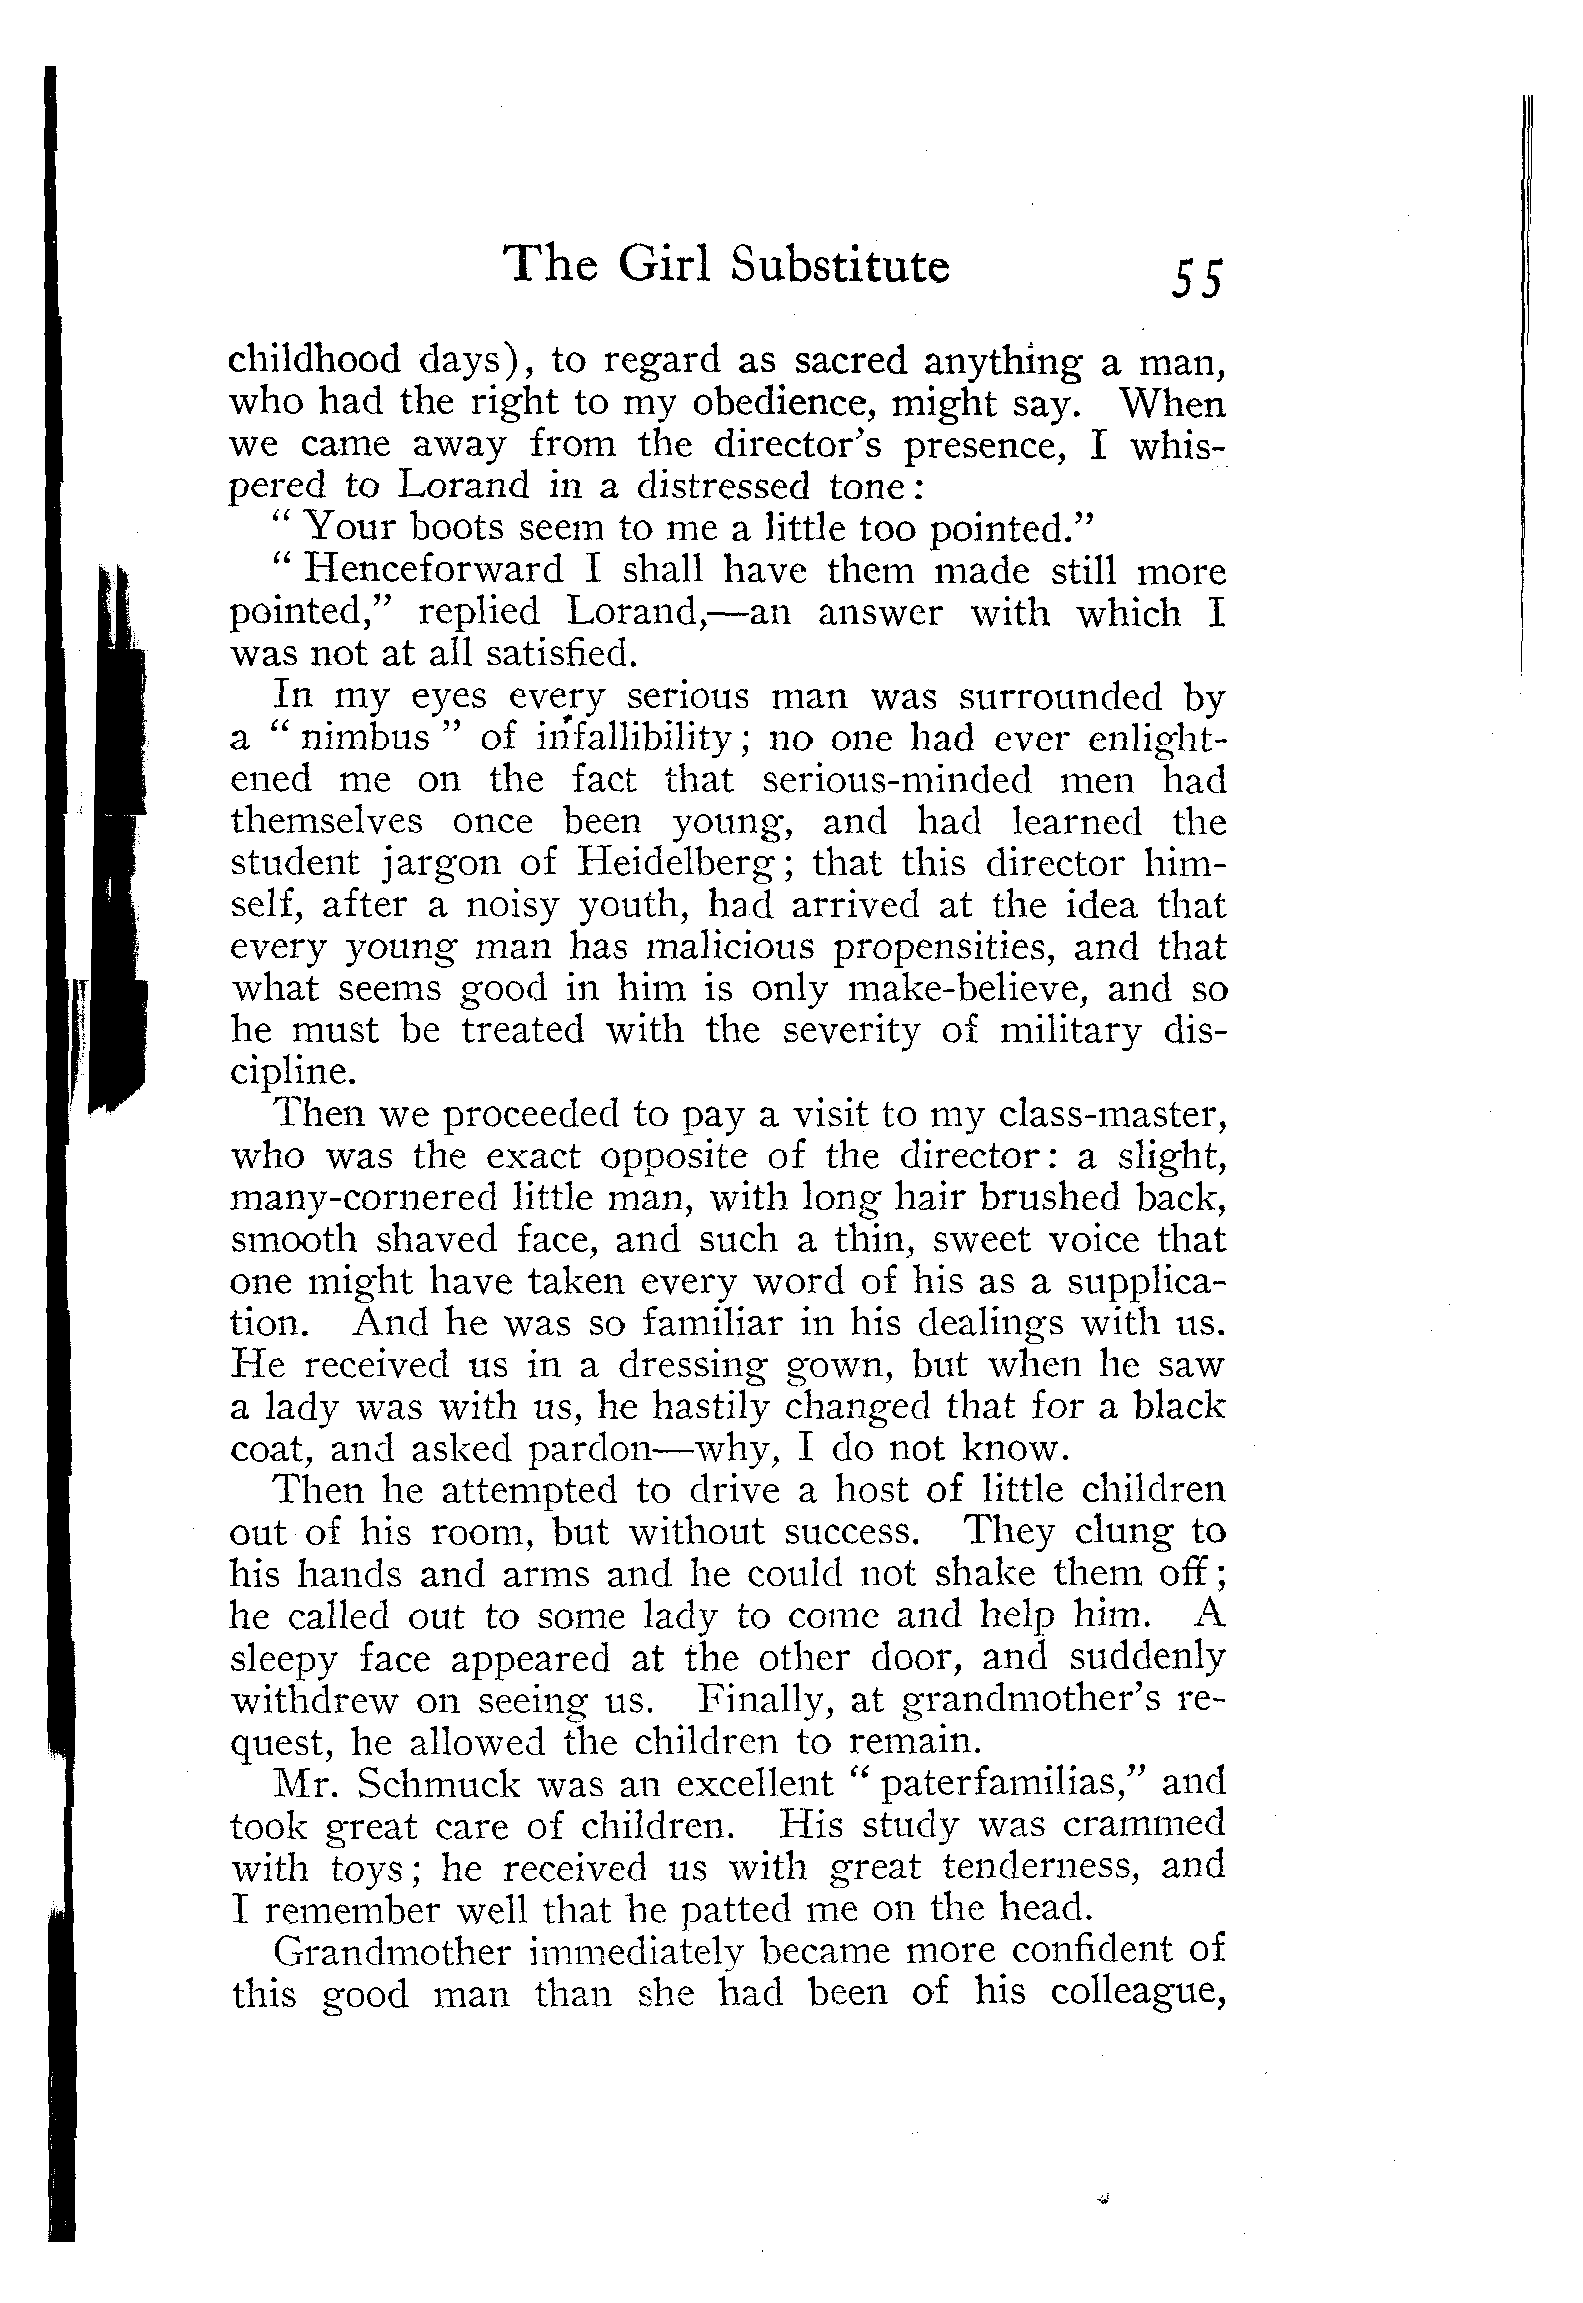 The Girl Substitute 55
childhood days), to regard as sacred anything a man,
who had the right to my obedience, might say. When
we came away from the director's presence, I whis-
pered to Lorand in a distressed tone:
" Your boots seem to me a little too pointed."
" Henceforward I shall have them made still more
pointed," replied Lorand,—an answer with which I
was not at all satisfied.
In my eyes every serious man was surrounded by
a " nimbus " of infallibility; no one had ever enlight-
ened me on the fact that serious-minded men had
themselves once been young, and had learned the
student jargon of Heidelberg; that this director him-
self, after a noisy youth, had arrived at the idea that
every young man has malicious propensities, and that
what seems good in him is only make-believe, and so
he must be treated with the severity of military dis-
cipline.
Then we proceeded to pay a visit to my class-master,
who was the exact opposite of the director: a slight,
many-cornered little man, with long hair brushed back,
smooth shaved face, and such a thin, sweet voice that
one might have taken every word of his as a supplica-
tion. And he was so familiar in his dealings with us.
He received us in a dressing gown, but when he saw
a lady was with us, he hastily changed that for a black
coat, and asked pardon—why, I do not know.
Then he attempted to drive a host of little children
out of his room, but without success. They clung to
his hands and arms and he could not shake them off;
he called out to some lady to come and help him. A
sleepy face appeared at the other door, and suddenly
withdrew on seeing us. Finally, at grandmother's re-
quest, he allowed the children to remain.
Mr. Schmuck was an excellent " paterfamilias," and
took great care of children. His study was crammed
with toys; he received us with great tenderness, and
I remember well that he patted me on the head.
Grandmother immediately became more confident of
this good man than she had been of his colleague,